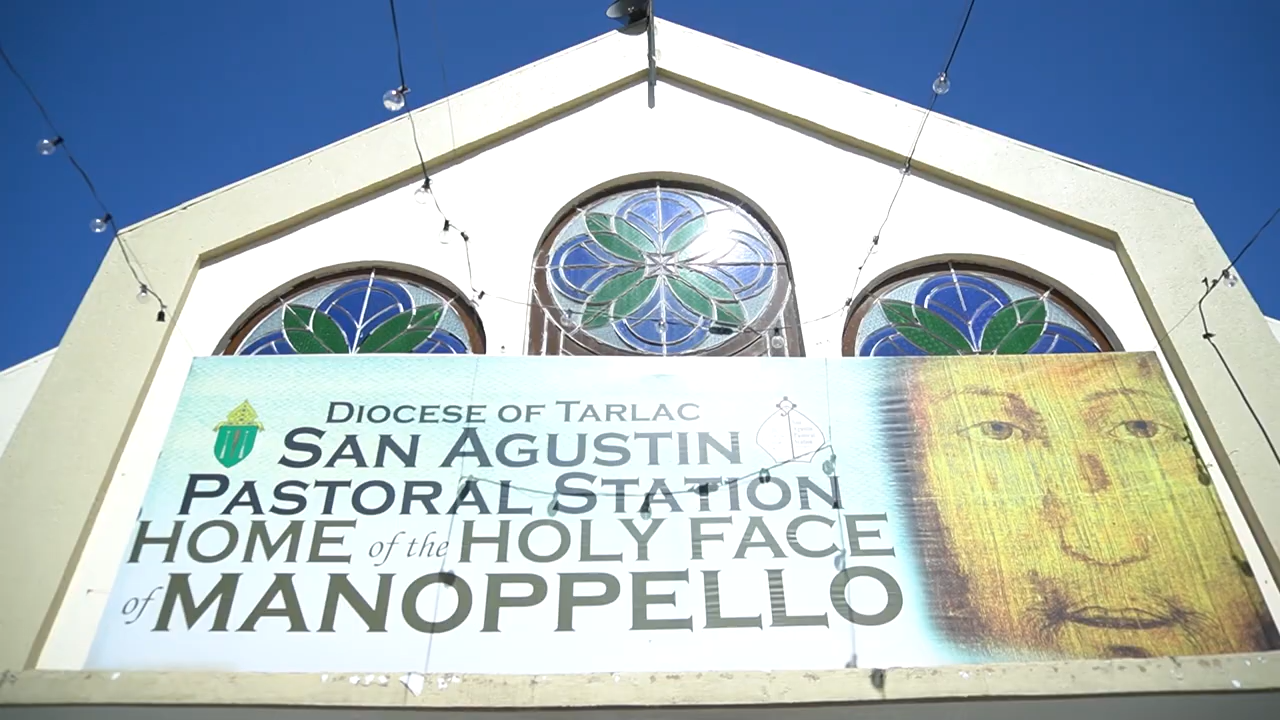 DIOCESE OF TARLAC
SAN AGUSTIN
PASTORAL STATION
HOME of the HOLY FACE
of MANOPPELLO